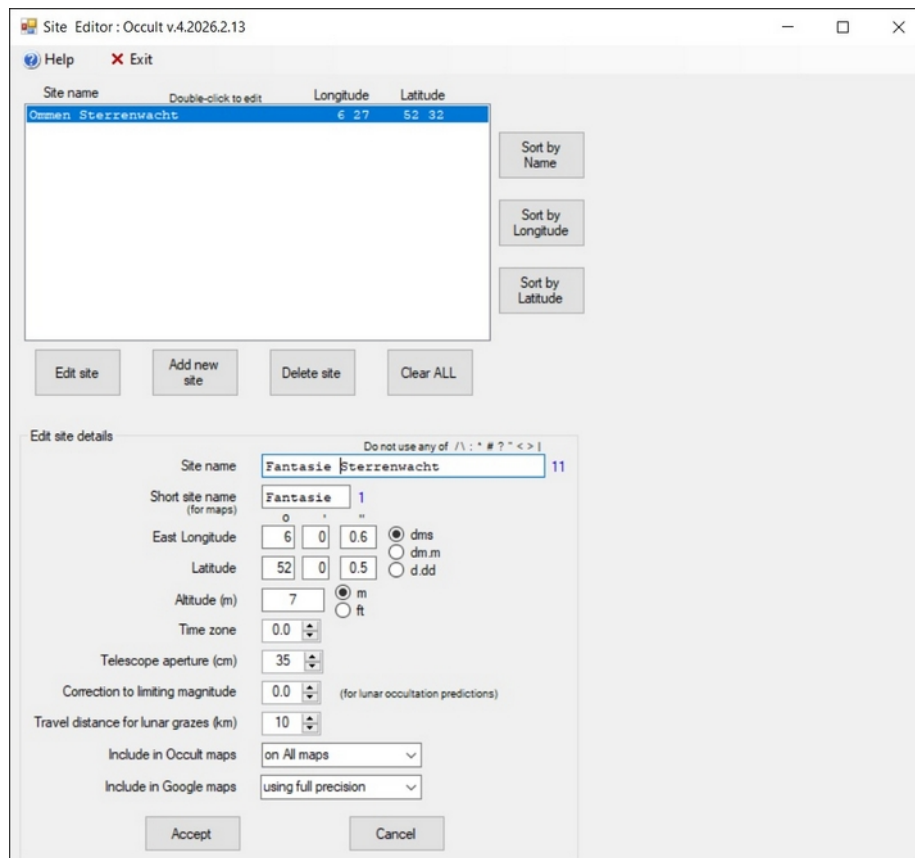 Site Editor : Occult v.4.2026.2.13
Help Exit
Site name Double-click to edit Longitude Latitude
Ommen Sterrenwacht 6 27 52 32
Sort by
Name
Sort by
Longitude
Sort by
Latitude
Edit site
Add new
site
Delete site
Clear ALL
Edit site details
Do not use any of / \ : * # ? " < > |
Site name Fantasie Sterrenwacht 11
Short site name Fantasie 1
(for maps)
o ' "
East Longitude 6 0 0.6 dms
dm.m
Latitude 52 0 0.5 d.dd
Altitude (m) 7 m
ft
Time zone 0.0
Telescope aperture (cm) 35
Correction to limiting magnitude 0.0 (for lunar occultation predictions)
Travel distance for lunar grazes (km) 10
Include in Occult maps on All maps
Include in Google maps using full precision
Accept Cancel